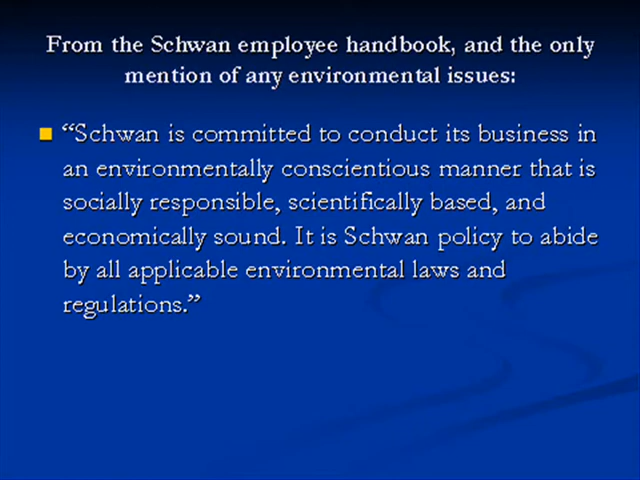 From the Schwan employee handbook, and the only
mention of any environmental issues:
“Schwan is committed to conduct its business in
an environmentally conscientious manner that is
socially responsible, scientifically based, and
economically sound. It is Schwan policy to abide
by all applicable environmental laws and
regulations.”